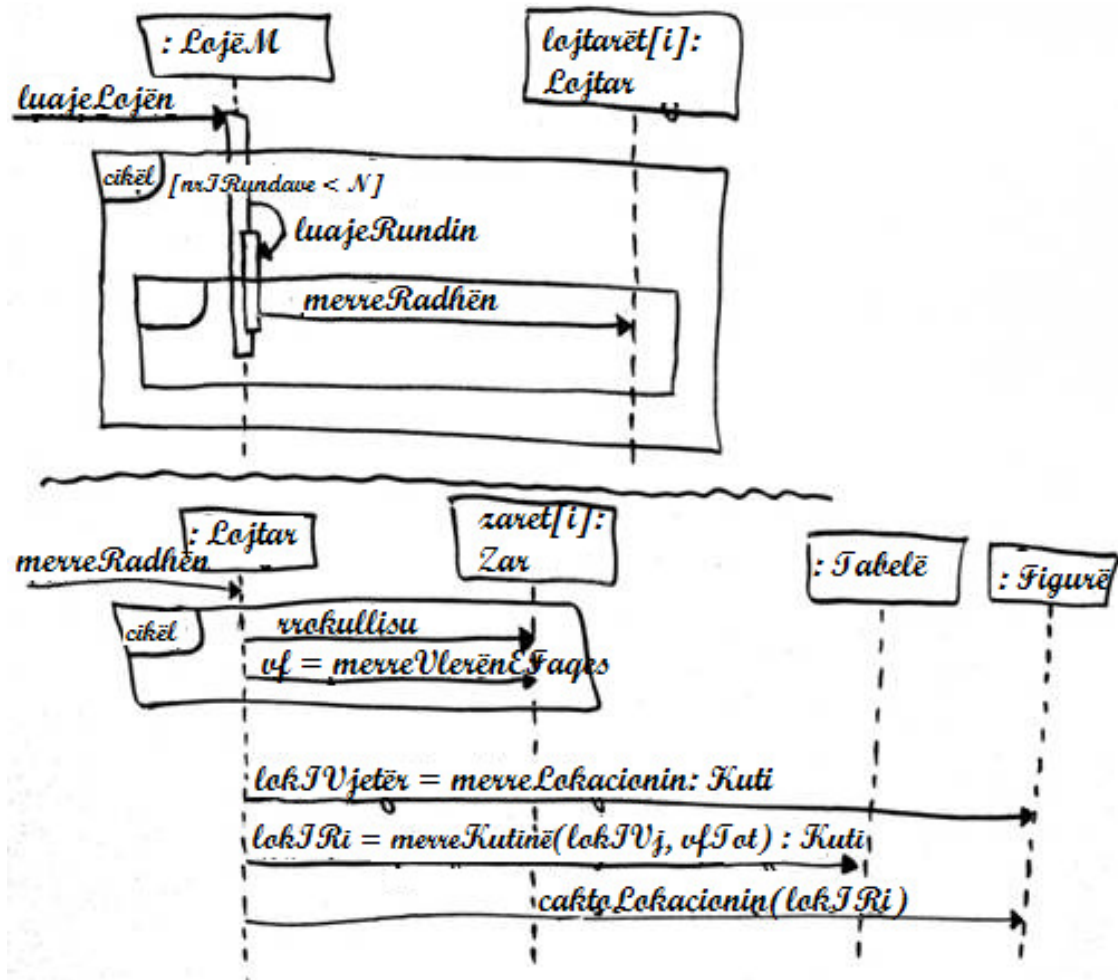 : LojëM
lojtarët[i]:
Lojtar
luajeLojën
cikël
[nrIRundave < N]
luajeRundin
merreRadhën
: Lojtar
zaret[i]:
Zar
: Tabelë
: Figurë
merreRadhën
cikël
rrokullisu
vf = merreVlerënEFaqes
lokIVjetër = merreLokacionin: Kuti
lokIRi = merreKutinë(lokIVj, vfTot) : Kuti
caktoLokacionin(lokIRi)